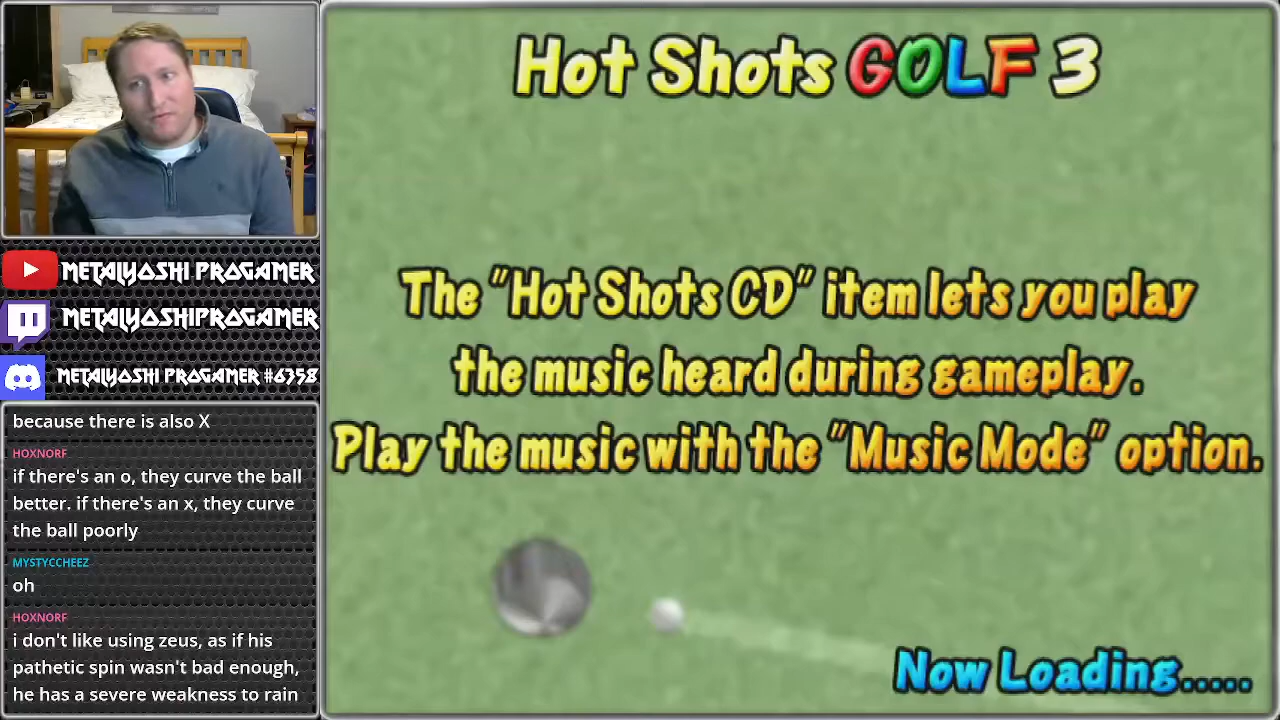 Hot Shots GOLF 3
The "Hot Shots CD" item lets you play
the music heard during gameplay.
Play the music with the "Music Mode" option.
Now Loading.....
METALYOSHI PROGAMER
METALYOSHIPROGAMER
METALYOSHI PROGAMER #6358
because there is also X
HOXNORF
if there's an o, they curve the ball
better. if there's an x, they curve
the ball poorly
MYSTYCCHEEZ
oh
HOXNORF
i don't like using zeus, as if his
pathetic spin wasn't bad enough,
he has a severe weakness to rain